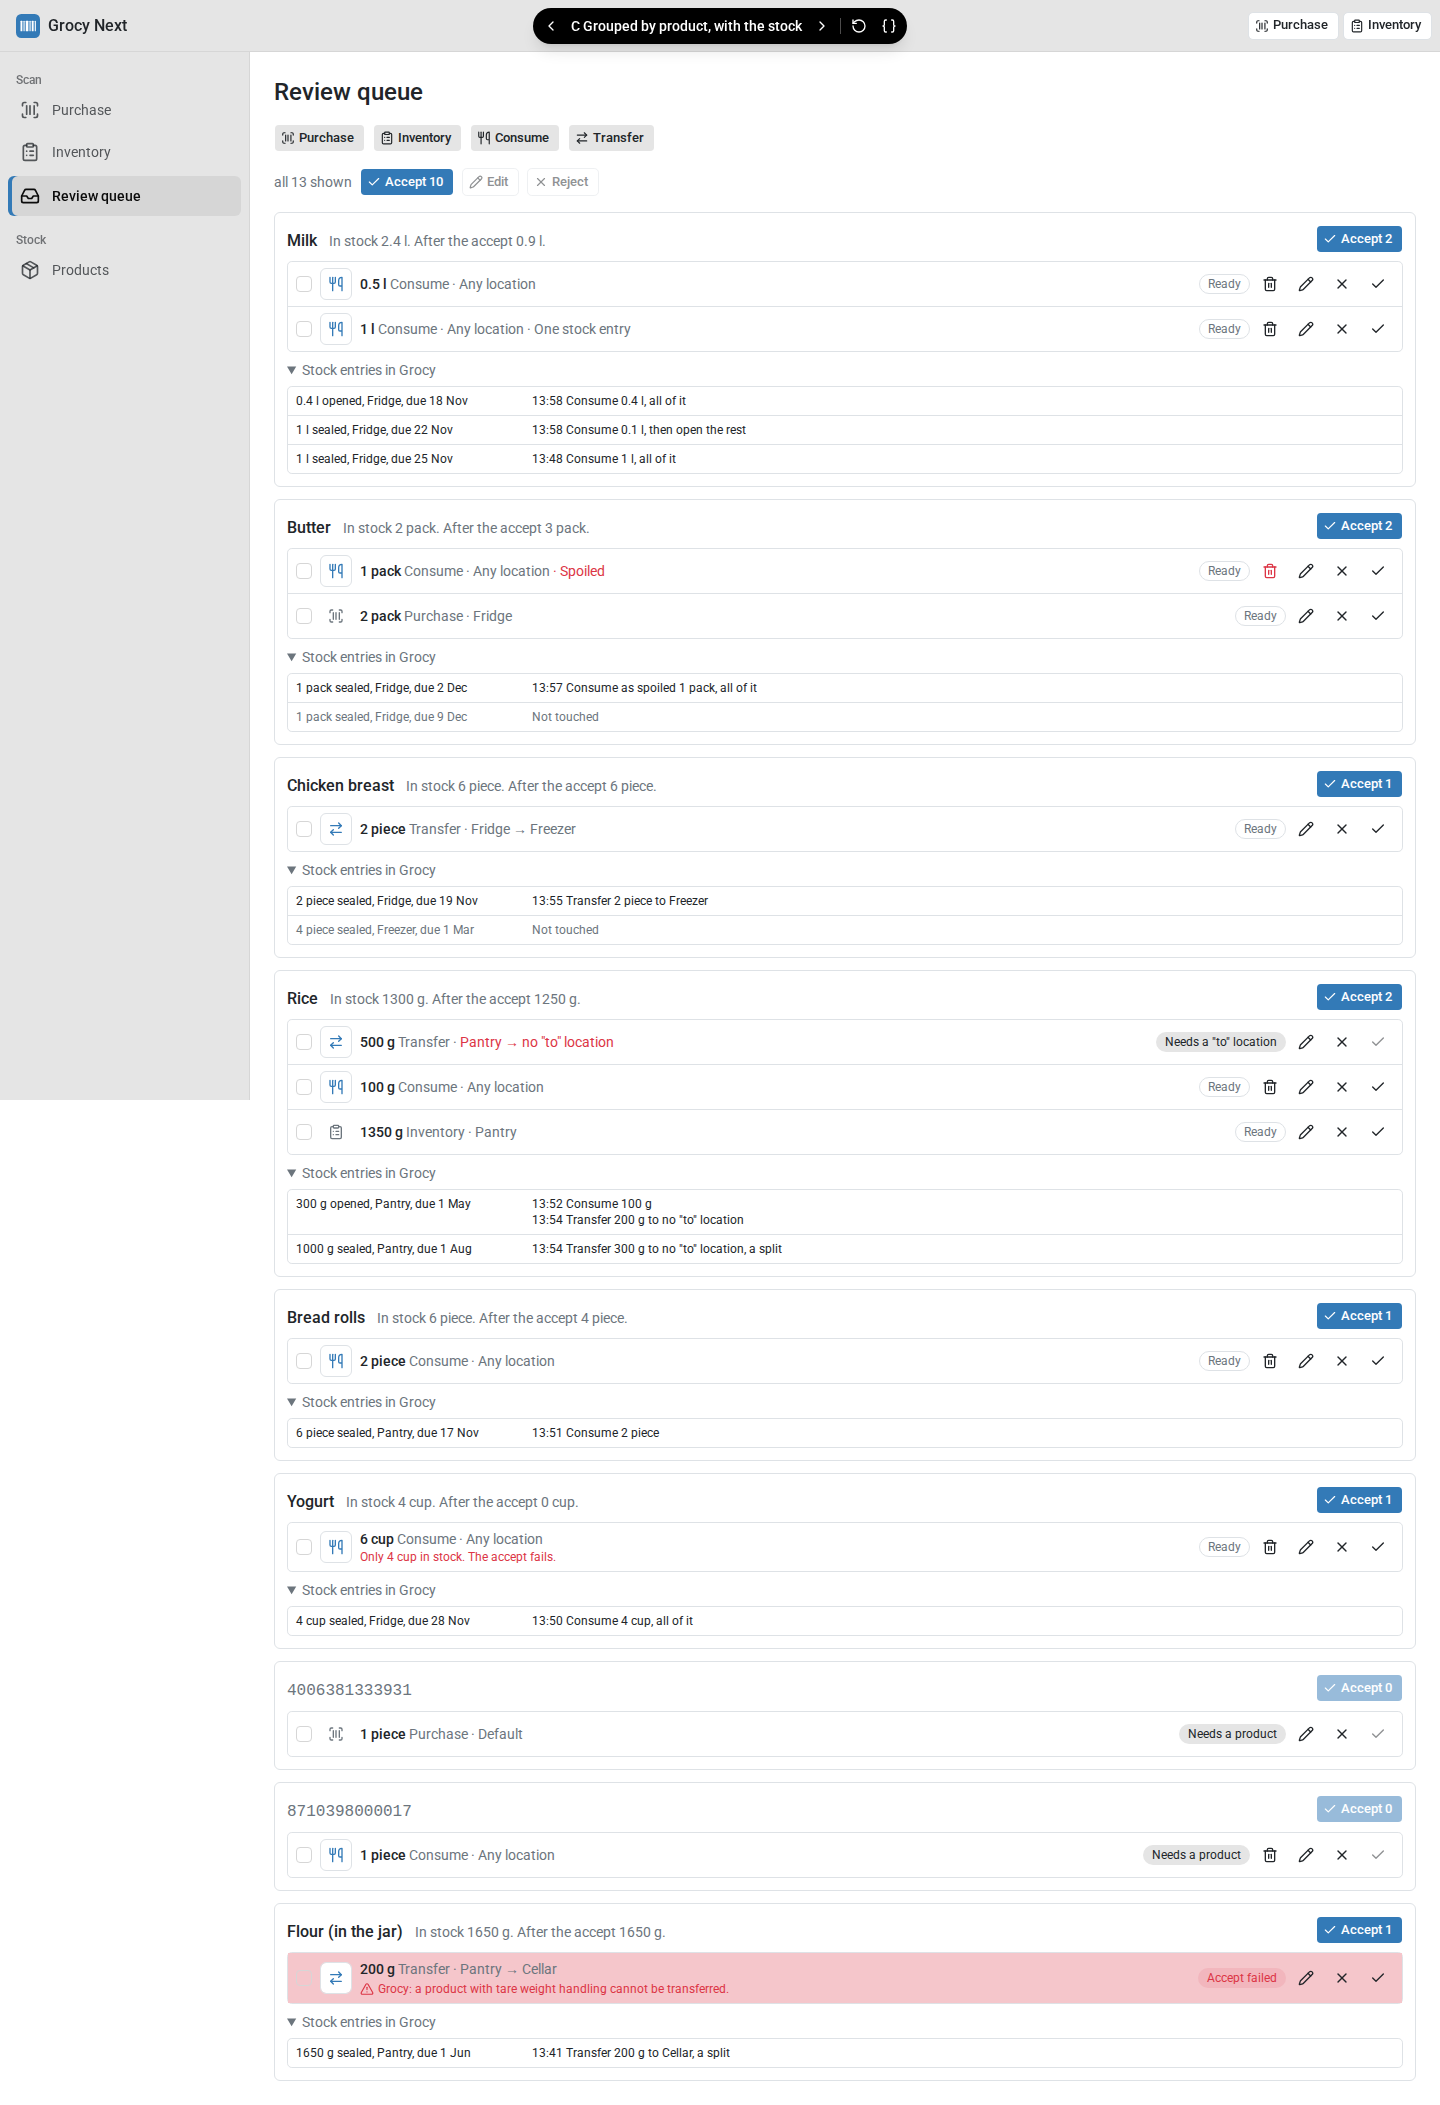 Grocy Next
C Grouped by product, with the stock
{}
Purchase
Inventory
Scan
Purchase
Inventory
Review queue
Stock
Products
Review queue
Purchase
Inventory
Consume
Transfer
all 13 shown
Accept 10
Edit
Reject
Milk In stock 2.4 l. After the accept 0.9 l.
Accept 2
0.5 l Consume · Any location
Ready
1 l Consume · Any location · One stock entry
Ready
▼ Stock entries in Grocy
0.4 l opened, Fridge, due 18 Nov 13:58 Consume 0.4 l, all of it
1 l sealed, Fridge, due 22 Nov 13:58 Consume 0.1 l, then open the rest
1 l sealed, Fridge, due 25 Nov 13:48 Consume 1 l, all of it
Butter In stock 2 pack. After the accept 3 pack.
Accept 2
1 pack Consume · Any location · Spoiled
Ready
2 pack Purchase · Fridge
Ready
▼ Stock entries in Grocy
1 pack sealed, Fridge, due 2 Dec 13:57 Consume as spoiled 1 pack, all of it
1 pack sealed, Fridge, due 9 Dec Not touched
Chicken breast In stock 6 piece. After the accept 6 piece.
Accept 1
2 piece Transfer · Fridge → Freezer
Ready
▼ Stock entries in Grocy
2 piece sealed, Fridge, due 19 Nov 13:55 Transfer 2 piece to Freezer
4 piece sealed, Freezer, due 1 Mar Not touched
Rice In stock 1300 g. After the accept 1250 g.
Accept 2
500 g Transfer · Pantry → no "to" location
Needs a "to" location
100 g Consume · Any location
Ready
1350 g Inventory · Pantry
Ready
▼ Stock entries in Grocy
300 g opened, Pantry, due 1 May 13:52 Consume 100 g
13:54 Transfer 200 g to no "to" location
1000 g sealed, Pantry, due 1 Aug 13:54 Transfer 300 g to no "to" location, a split
Bread rolls In stock 6 piece. After the accept 4 piece.
Accept 1
2 piece Consume · Any location
Ready
▼ Stock entries in Grocy
6 piece sealed, Pantry, due 17 Nov 13:51 Consume 2 piece
Yogurt In stock 4 cup. After the accept 0 cup.
Accept 1
6 cup Consume · Any location
Only 4 cup in stock. The accept fails.
Ready
▼ Stock entries in Grocy
4 cup sealed, Fridge, due 28 Nov 13:50 Consume 4 cup, all of it
4006381333931
Accept 0
1 piece Purchase · Default
Needs a product
8710398000017
Accept 0
1 piece Consume · Any location
Needs a product
Flour (in the jar) In stock 1650 g. After the accept 1650 g.
Accept 1
200 g Transfer · Pantry → Cellar
Grocy: a product with tare weight handling cannot be transferred.
Accept failed
▼ Stock entries in Grocy
1650 g sealed, Pantry, due 1 Jun 13:41 Transfer 200 g to Cellar, a split